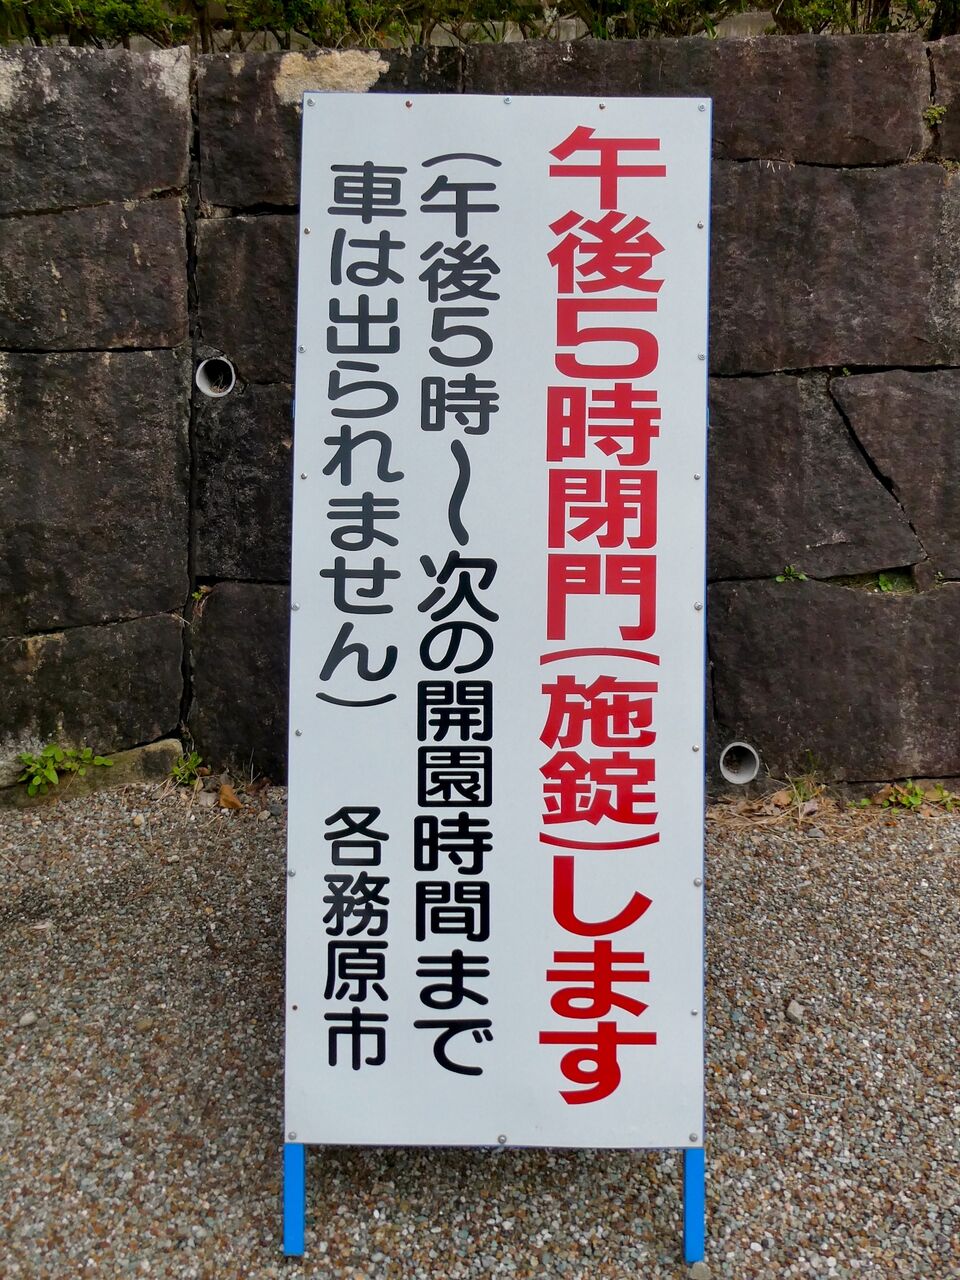 午後5時閉門(施錠)します
(午後5時～次の開園時間まで
車は出られません) 各務原市